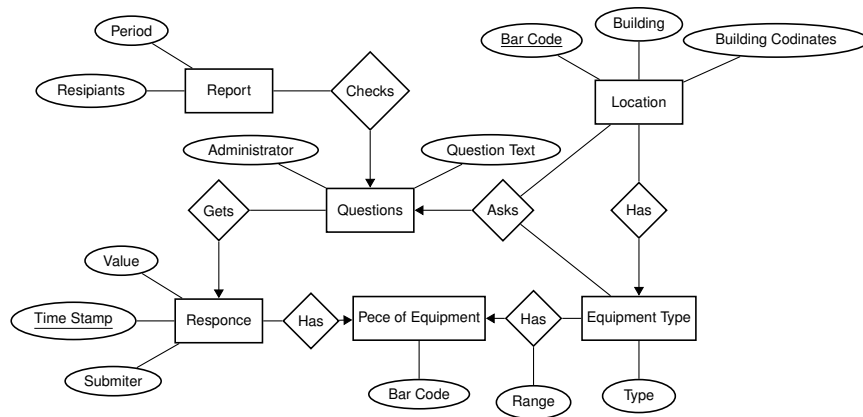 Period
Building
Bar Code
Building Codinates
Resipiants
Report
Checks
Location
Administrator
Question Text
Gets
Questions
Asks
Has
Value
Time Stamp
Responce
Has
Pece of Equipment
Has
Equipment Type
Submiter
Bar Code
Range
Type